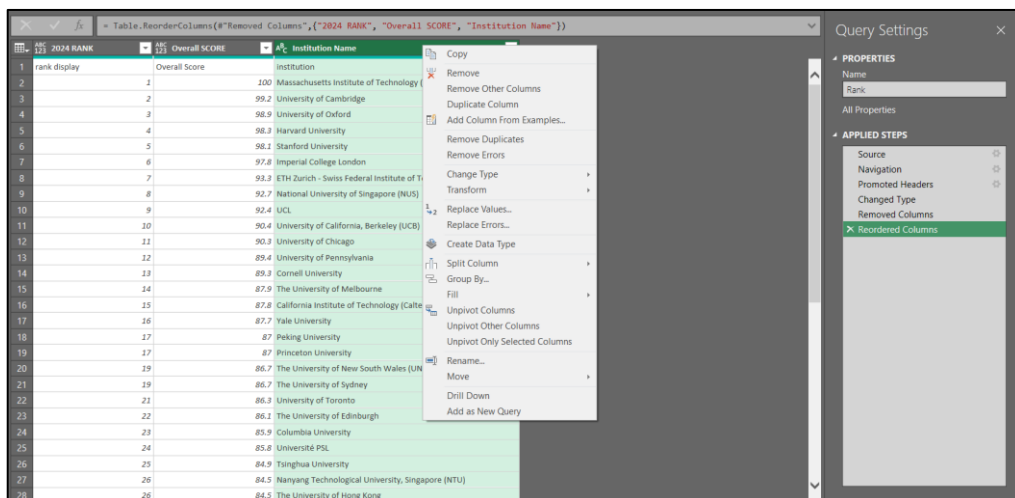 fx = Table.ReorderColumns(#"Removed Columns",{"2024 RANK", "Overall SCORE", "Institution Name"})
ABC 123 2024 RANK ABC 123 Overall SCORE ABC Institution Name
1 rank display Overall Score institution
2 1 100 Massachusetts Institute of Technology (
3 2 99.2 University of Cambridge
4 3 98.9 University of Oxford
5 4 98.3 Harvard University
6 5 98.1 Stanford University
7 6 97.8 Imperial College London
8 7 93.3 ETH Zurich - Swiss Federal Institute of T
9 8 92.7 National University of Singapore (NUS)
10 9 92.4 UCL
11 10 90.4 University of California, Berkeley (UCB)
12 11 90.3 University of Chicago
13 12 89.4 University of Pennsylvania
14 13 89.3 Cornell University
15 14 87.9 The University of Melbourne
16 15 87.8 California Institute of Technology (Calte
17 16 87.7 Yale University
18 17 87 Peking University
19 17 87 Princeton University
20 19 86.7 The University of New South Wales (UN
21 19 86.7 The University of Sydney
22 21 86.3 University of Toronto
23 22 86.1 The University of Edinburgh
24 23 85.9 Columbia University
25 24 85.8 Université PSL
26 25 84.9 Tsinghua University
27 26 84.5 Nanyang Technological University, Singapore (NTU)
28 26 84.5 The University of Hong Kong
Copy
Remove
Remove Other Columns
Duplicate Column
Add Column From Examples...
Remove Duplicates
Remove Errors
Change Type
Transform
Replace Values...
Replace Errors...
Create Data Type
Split Column
Group By...
Fill
Unpivot Columns
Unpivot Other Columns
Unpivot Only Selected Columns
Rename...
Move
Drill Down
Add as New Query
Query Settings
PROPERTIES
Name
Rank
All Properties
APPLIED STEPS
Source
Navigation
Promoted Headers
Changed Type
Removed Columns
Reordered Columns